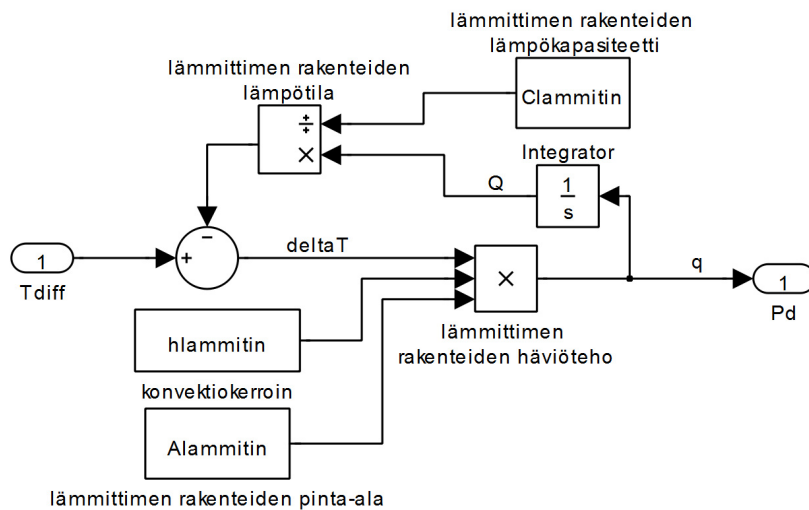 lämmittimen rakenteiden
lämpökapasiteetti
lämmittimen rakenteiden
lämpötila
Clammitin
÷
×
Integrator
Q
1
s
−
deltaT
+
1
Tdiff
×
q
1
Pd
hlammitin
lämmittimen
rakenteiden häviöteho
konvektiokerroin
Alammitin
lämmittimen rakenteiden pinta-ala